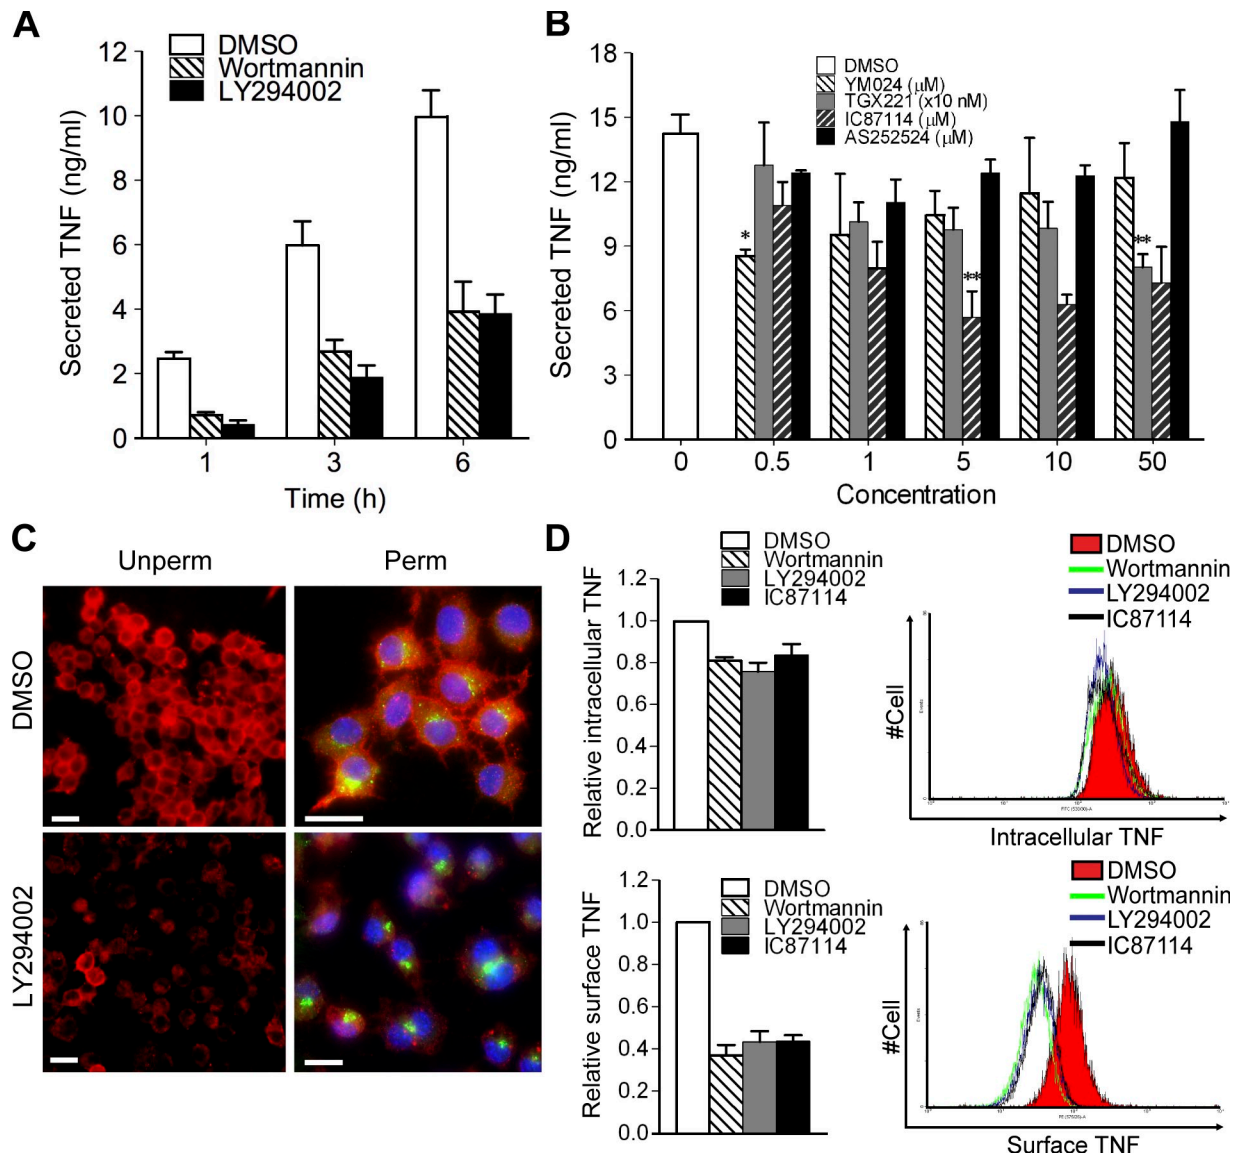 A
DMSO
Wortmannin
LY294002
12
10
8
6
4
2
0
Secreted TNF (ng/ml)
1
3
6
Time (h)
B
DMSO
YM024 (μM)
TGX221 (x10 nM)
IC87114 (μM)
AS252524 (μM)
18
15
12
9
6
3
0
Secreted TNF (ng/ml)
*
**
**
0
0.5
1
5
10
50
Concentration
C
Unperm
Perm
DMSO
LY294002
D
DMSO
Wortmannin
LY294002
IC87114
1.2
1.0
0.8
0.6
0.4
0.2
0.0
Relative intracellular TNF
DMSO
Wortmannin
LY294002
IC87114
#Cell
Intracellular TNF
DMSO
Wortmannin
LY294002
IC87114
1.2
1.0
0.8
0.6
0.4
0.2
0.0
Relative surface TNF
DMSO
Wortmannin
LY294002
IC87114
#Cell
Surface TNF